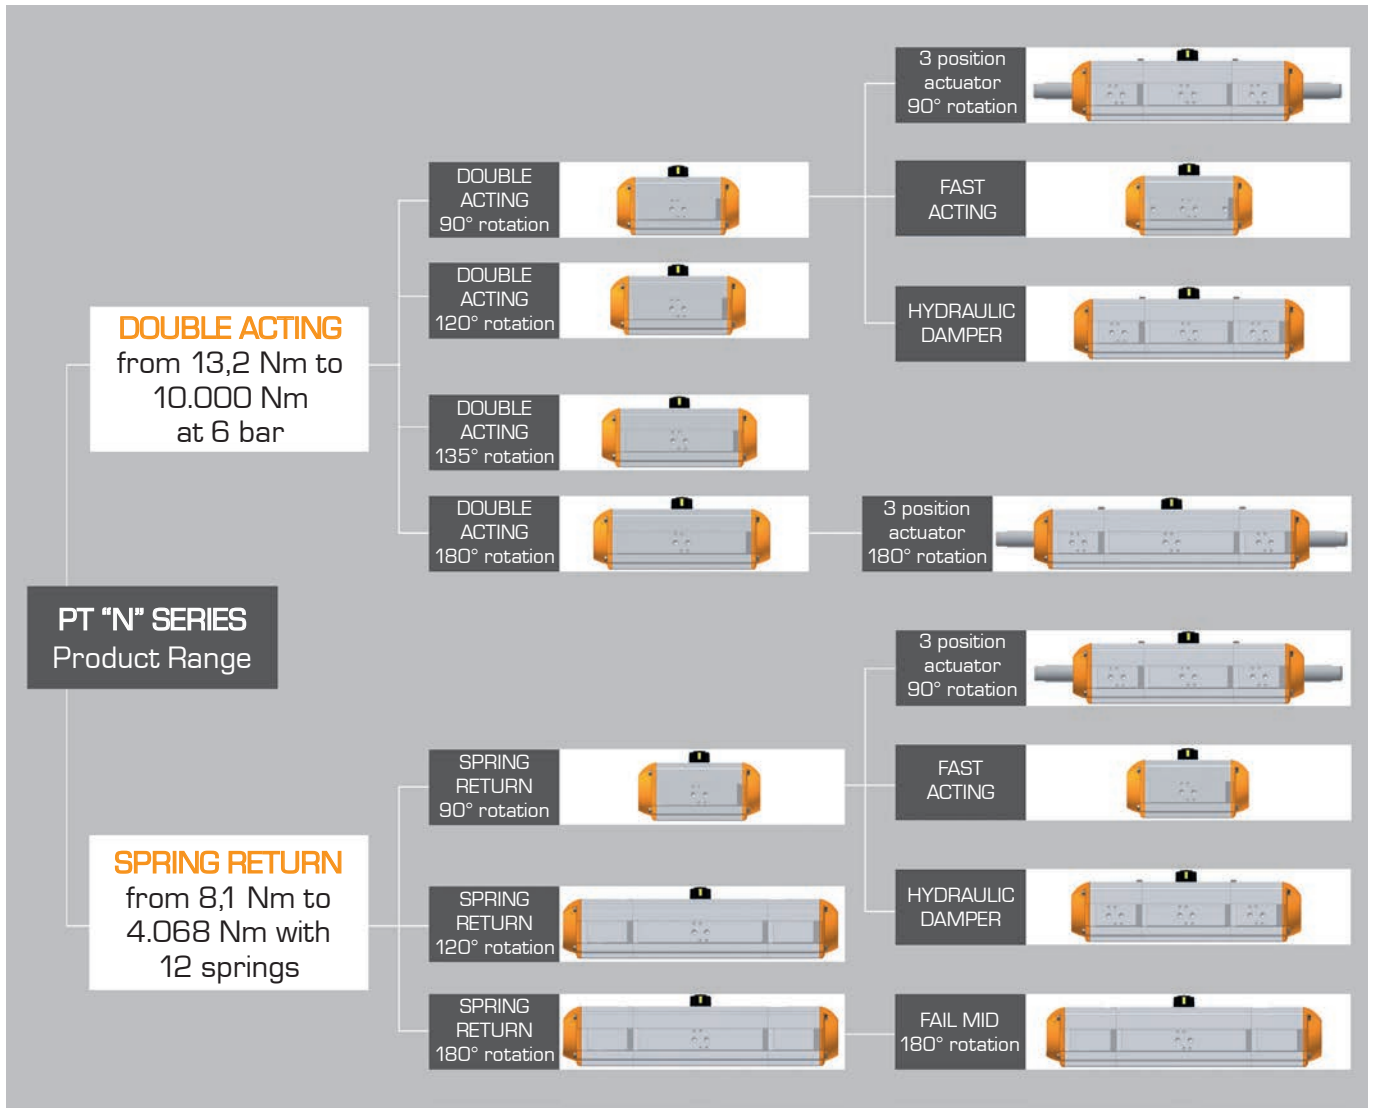 PT “N” SERIES
Product Range
DOUBLE ACTING
from 13,2 Nm to
10.000 Nm
at 6 bar
DOUBLE
ACTING
90° rotation
3 position
actuator
90° rotation
FAST
ACTING
HYDRAULIC
DAMPER
DOUBLE
ACTING
120° rotation
DOUBLE
ACTING
135° rotation
DOUBLE
ACTING
180° rotation
3 position
actuator
180° rotation
SPRING RETURN
from 8,1 Nm to
4.068 Nm with
12 springs
SPRING
RETURN
90° rotation
3 position
actuator
90° rotation
FAST
ACTING
HYDRAULIC
DAMPER
SPRING
RETURN
120° rotation
SPRING
RETURN
180° rotation
FAIL MID
180° rotation